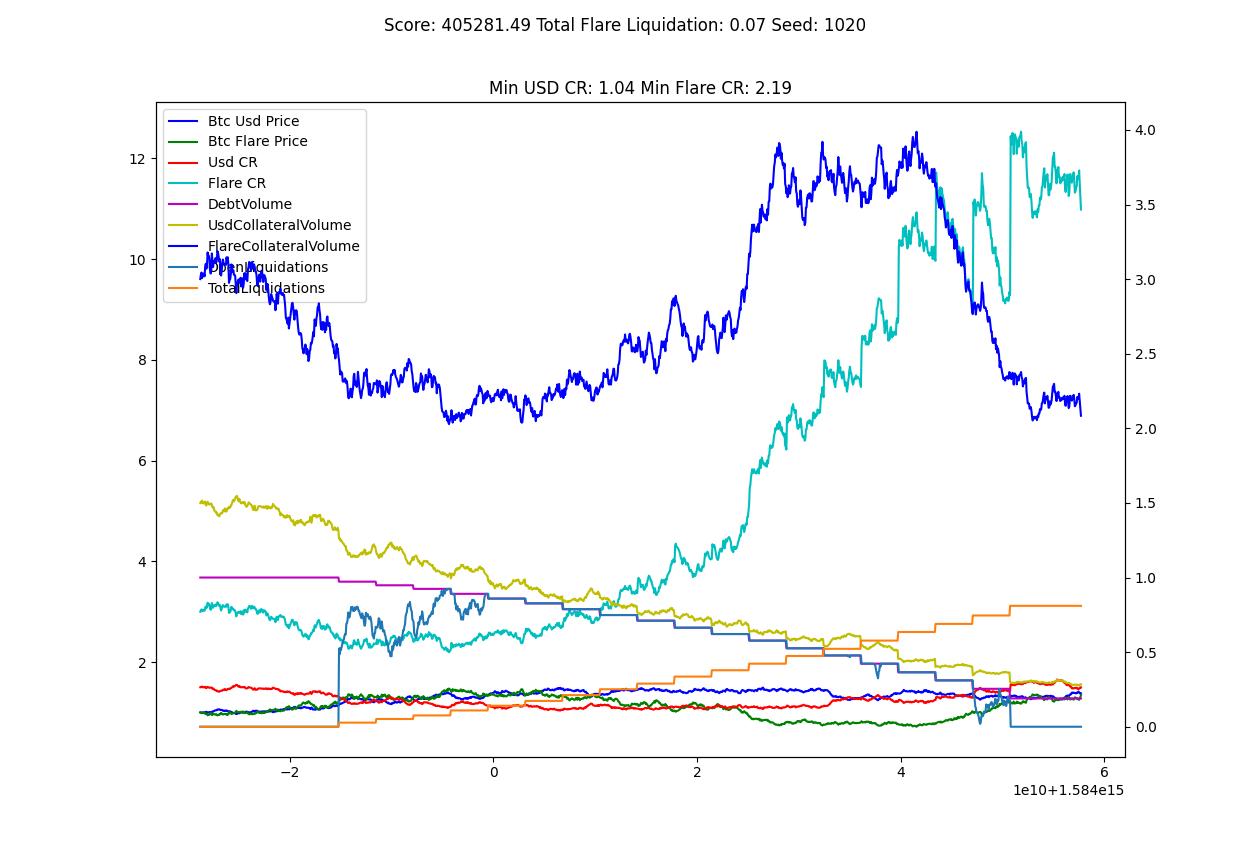 Score: 405281.49 Total Flare Liquidation: 0.07 Seed: 1020
Min USD CR: 1.04 Min Flare CR: 2.19
Btc Usd Price
Btc Flare Price
Usd CR
Flare CR
DebtVolume
UsdCollateralVolume
FlareCollateralVolume
OpenLiquidations
TotalLiquidations
12
10
8
6
4
2
4.0
3.5
3.0
2.5
2.0
1.5
1.0
0.5
0.0
−2
0
2
4
6
1e10+1.584e15